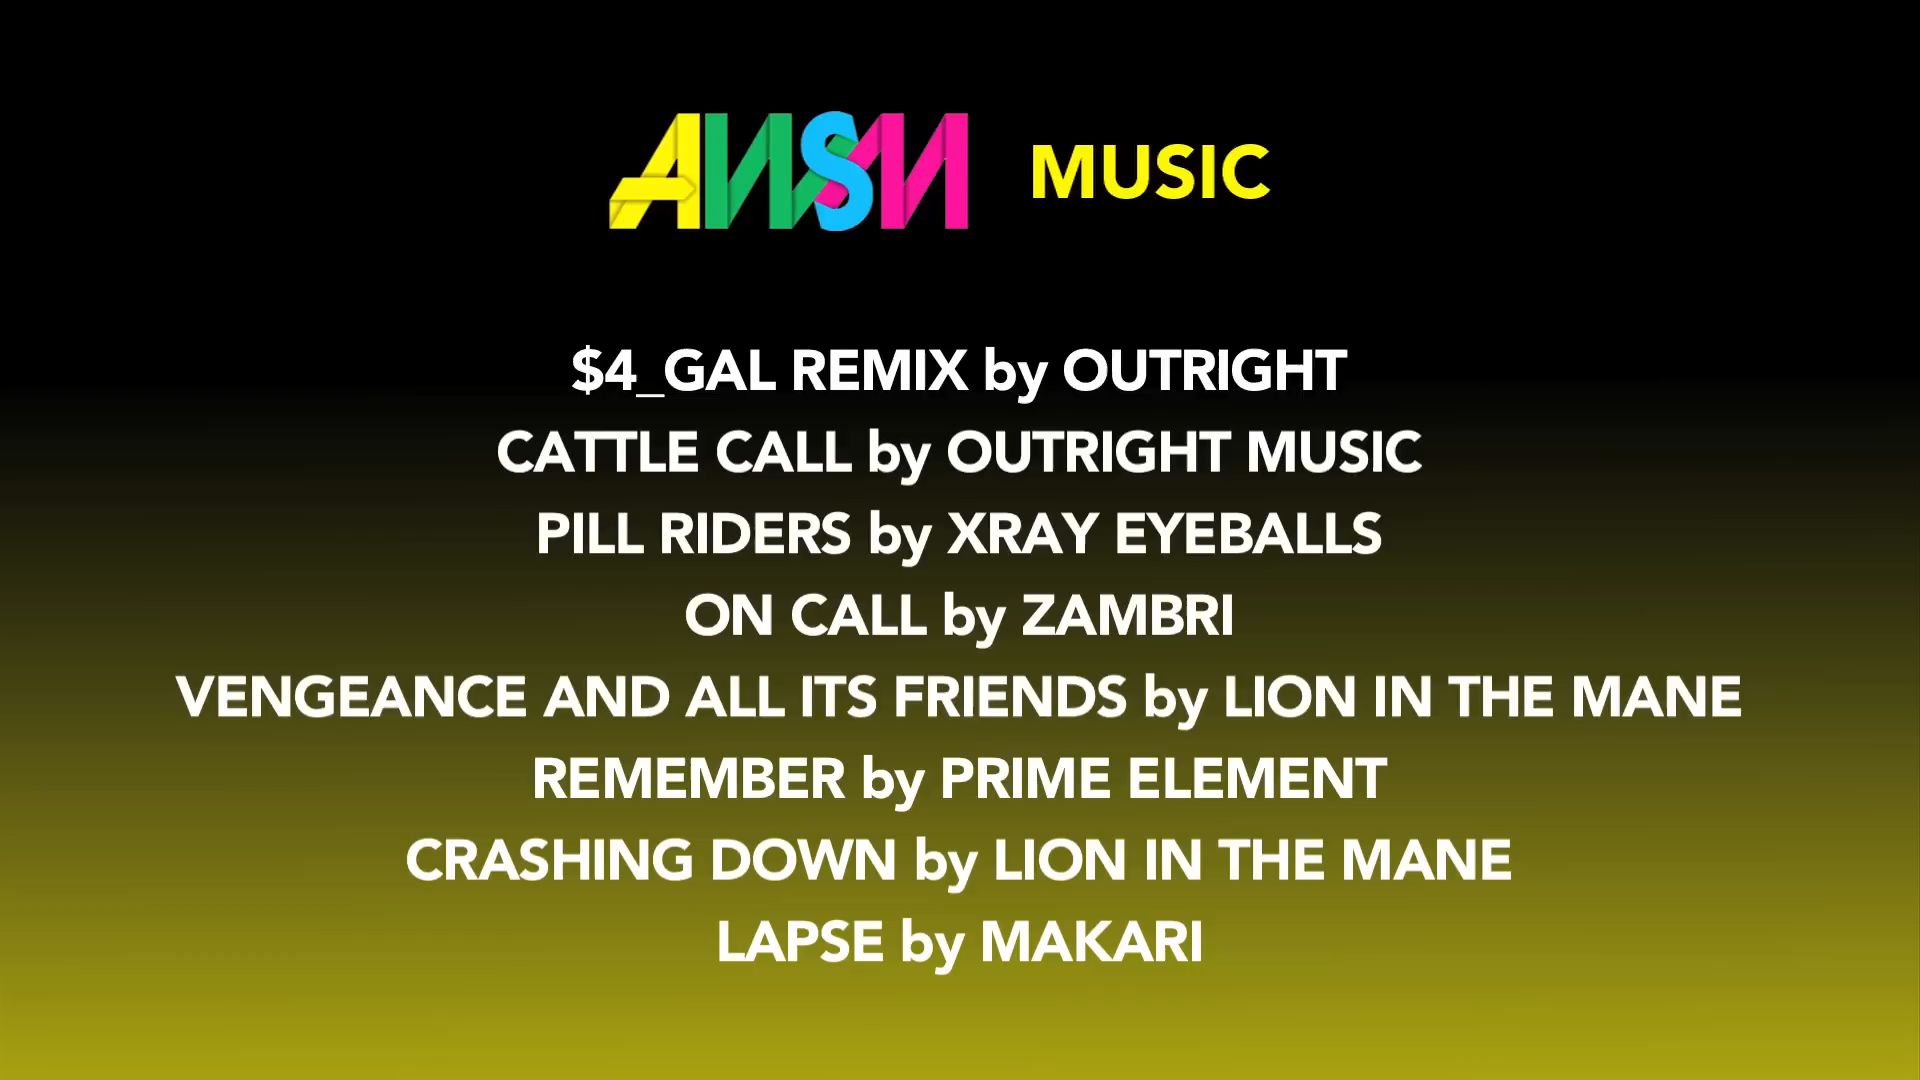 AWSM MUSIC
$4_GAL REMIX by OUTRIGHT
CATTLE CALL by OUTRIGHT MUSIC
PILL RIDERS by XRAY EYEBALLS
ON CALL by ZAMBRI
VENGEANCE AND ALL ITS FRIENDS by LION IN THE MANE
REMEMBER by PRIME ELEMENT
CRASHING DOWN by LION IN THE MANE
LAPSE by MAKARI